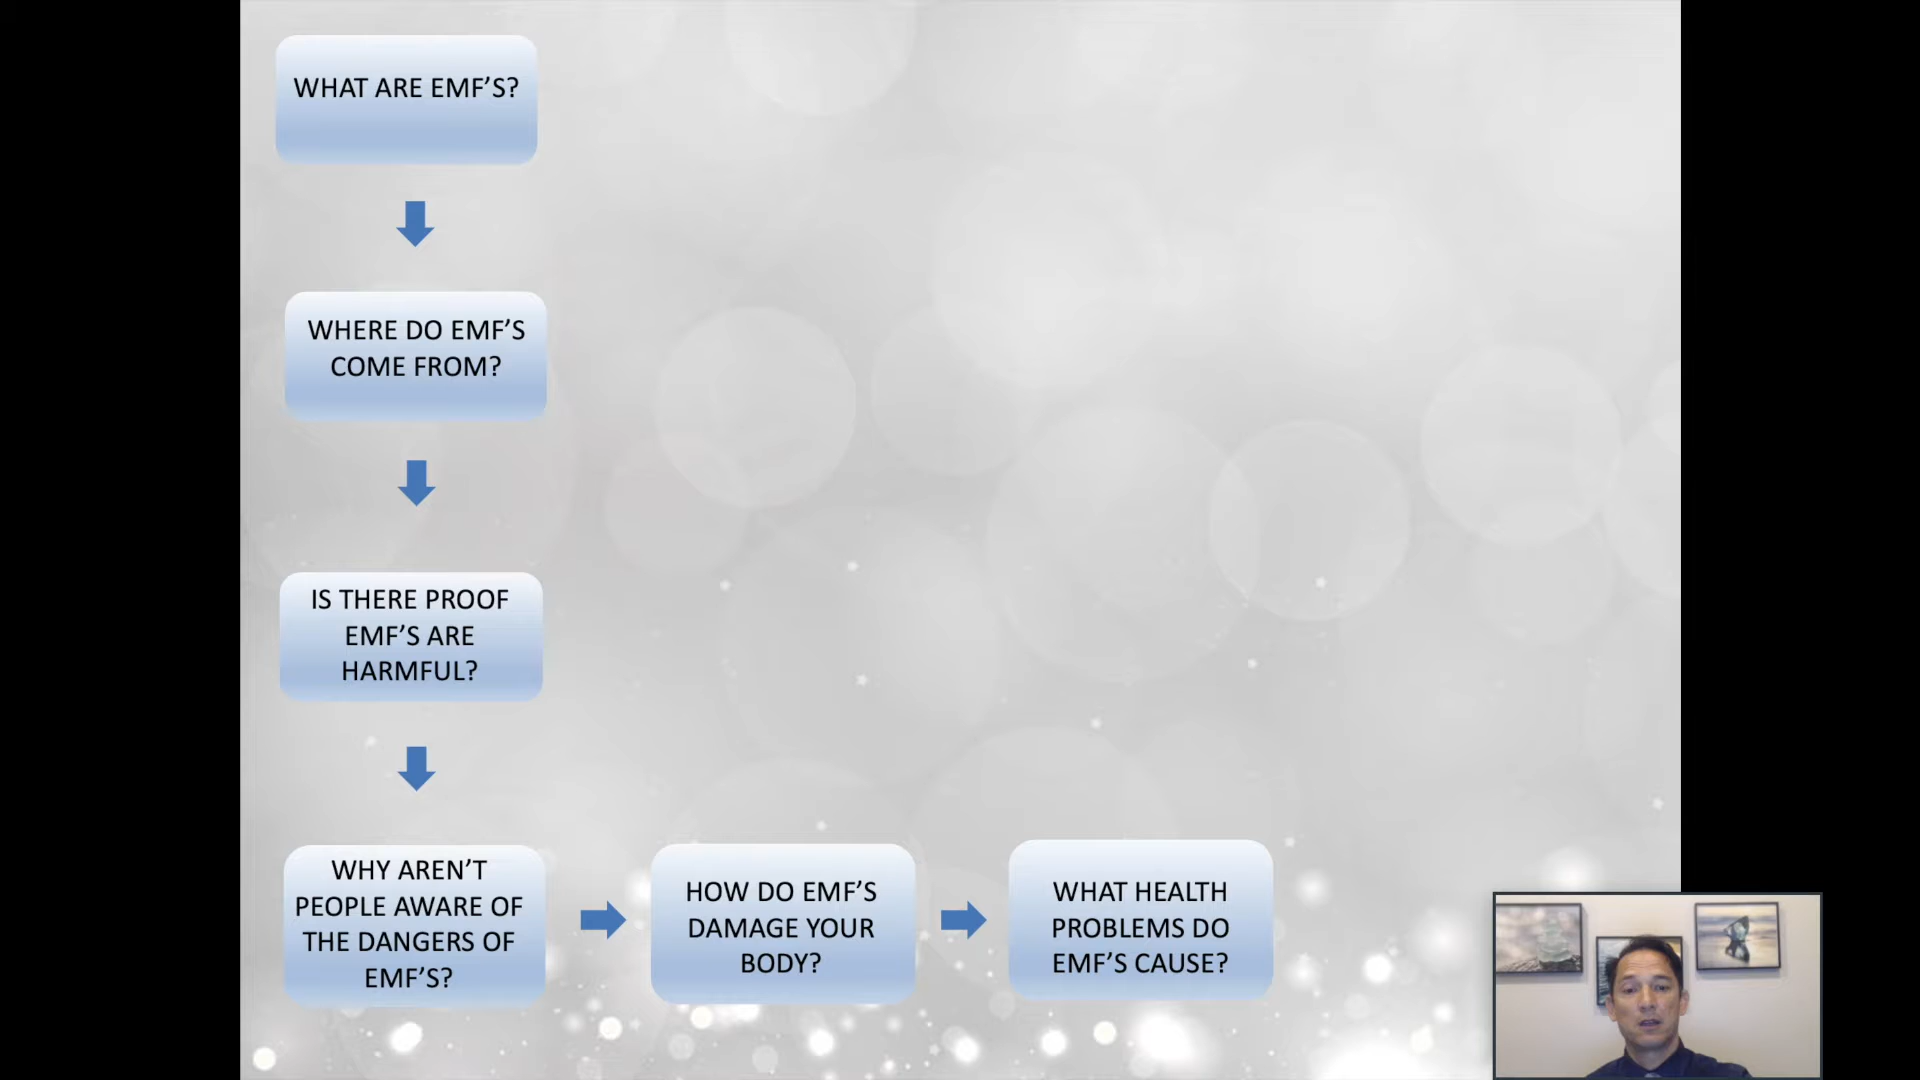 WHAT ARE EMF’S?
WHERE DO EMF’S
COME FROM?
IS THERE PROOF
EMF’S ARE
HARMFUL?
WHY AREN’T
PEOPLE AWARE OF
THE DANGERS OF
EMF’S?
HOW DO EMF’S
DAMAGE YOUR
BODY?
WHAT HEALTH
PROBLEMS DO
EMF’S CAUSE?